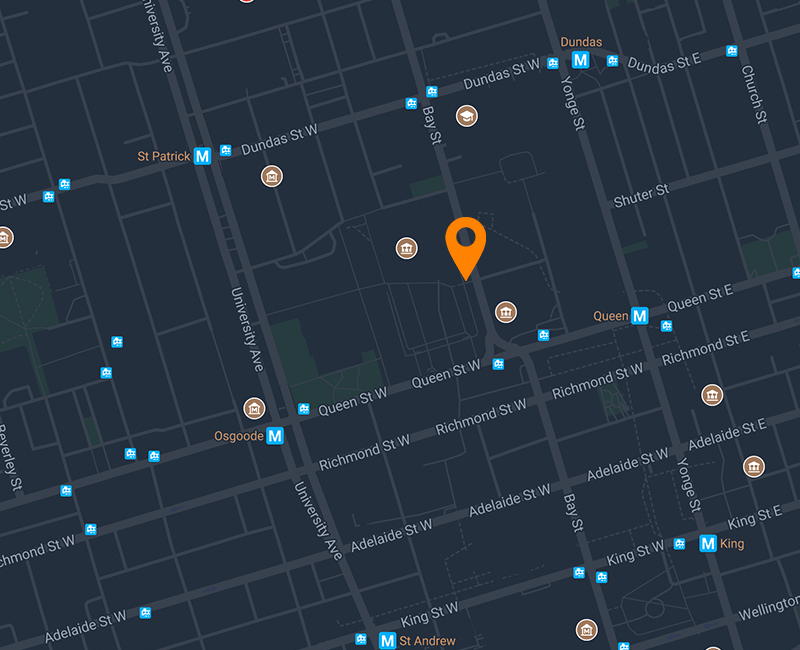 University Ave
Dundas
M
Dundas St W
Dundas St E
Yonge St
Church St
Bay St
Dundas St W
St Patrick M
St W
Shuter St
University Ave
Queen M
Queen St E
Richmond St E
Queen St W
Queen St W
Richmond St W
Osgoode M
Richmond St W
Richmond St W
Adelaide St E
Beverley St
Adelaide St W
Yonge St
Adelaide St W
University Ave
Bay St
Adelaide St W
King St E
chmond St W
King St W
M King
King St W
Adelaide St W
Wellington
M St Andrew